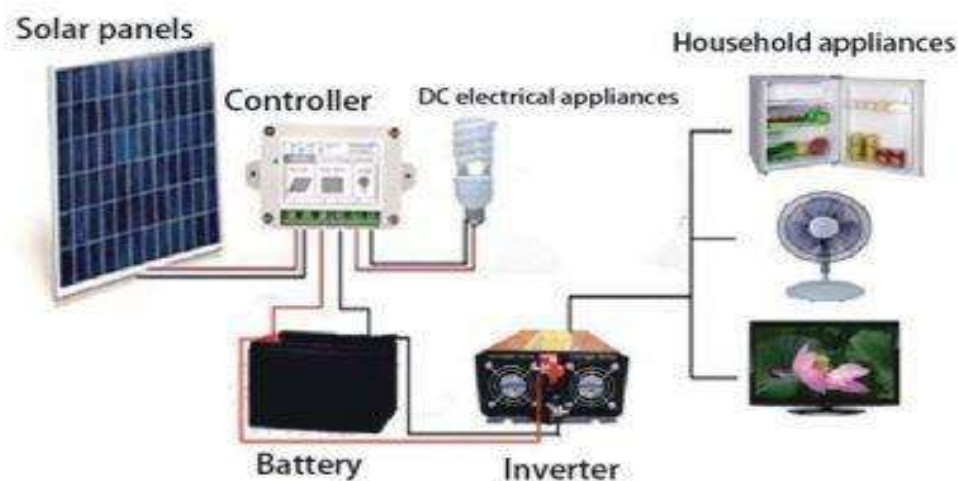 Solar panels
Household appliances
Controller
DC electrical appliances
Battery
Inverter